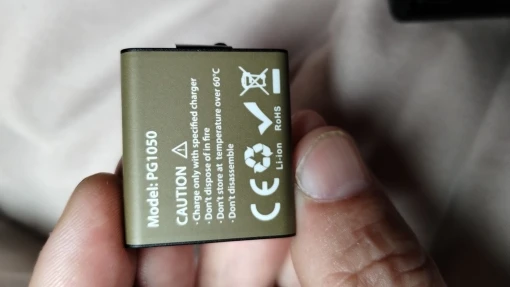 Model: PG1050
CAUTION
· Charge only with specified charger
· Don't dispose of in fire
· Don't store at temperature over 60°C
· Don't disassemble
CE
Li-ion
RoHS